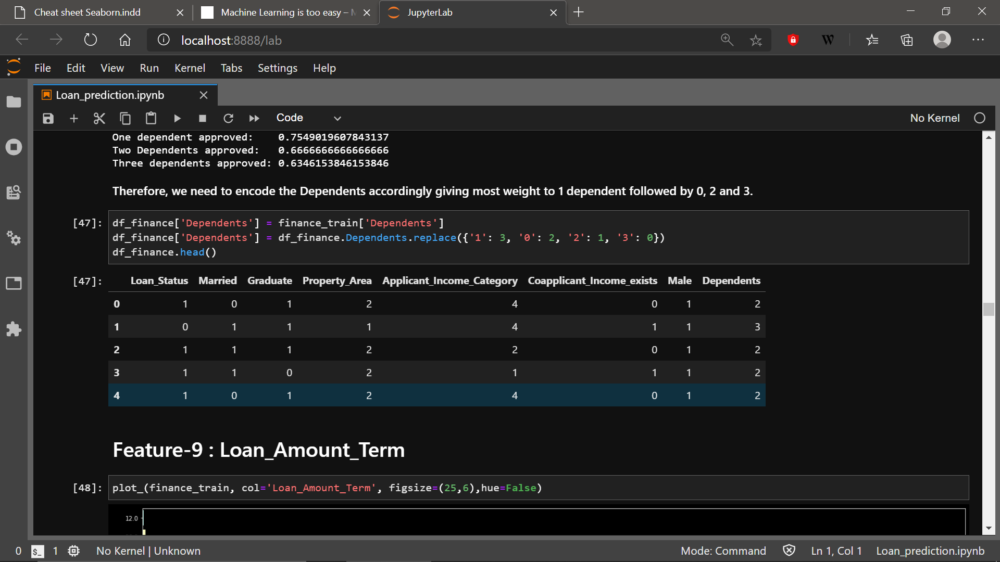 Cheat sheet Seaborn.indd
Machine Learning is too easy –
JupyterLab
localhost:8888/lab
W
File Edit View Run Kernel Tabs Settings Help
Loan_prediction.ipynb
Code
No Kernel
One dependent approved: 0.7549019607843137
Two Dependents approved: 0.6666666666666666
Three dependents approved: 0.6346153846153846
Therefore, we need to encode the Dependents accordingly giving most weight to 1 dependent followed by 0, 2 and 3.
[47]: df_finance['Dependents'] = finance_train['Dependents']
df_finance['Dependents'] = df_finance.Dependents.replace({'1': 3, '0': 2, '2': 1, '3': 0})
df_finance.head()
[47]: Loan_Status Married Graduate Property_Area Applicant_Income_Category Coapplicant_Income_exists Male Dependents
0 1 0 1 2 4 0 1 2
1 0 1 1 1 4 1 1 3
2 1 1 1 2 2 0 1 2
3 1 1 0 2 1 1 1 2
4 1 0 1 2 4 0 1 2
Feature-9 : Loan_Amount_Term
[48]: plot_(finance_train, col='Loan_Amount_Term', figsize=(25,6),hue=False)
12.0
0 $_ 1 No Kernel | Unknown Mode: Command Ln 1, Col 1 Loan_prediction.ipynb